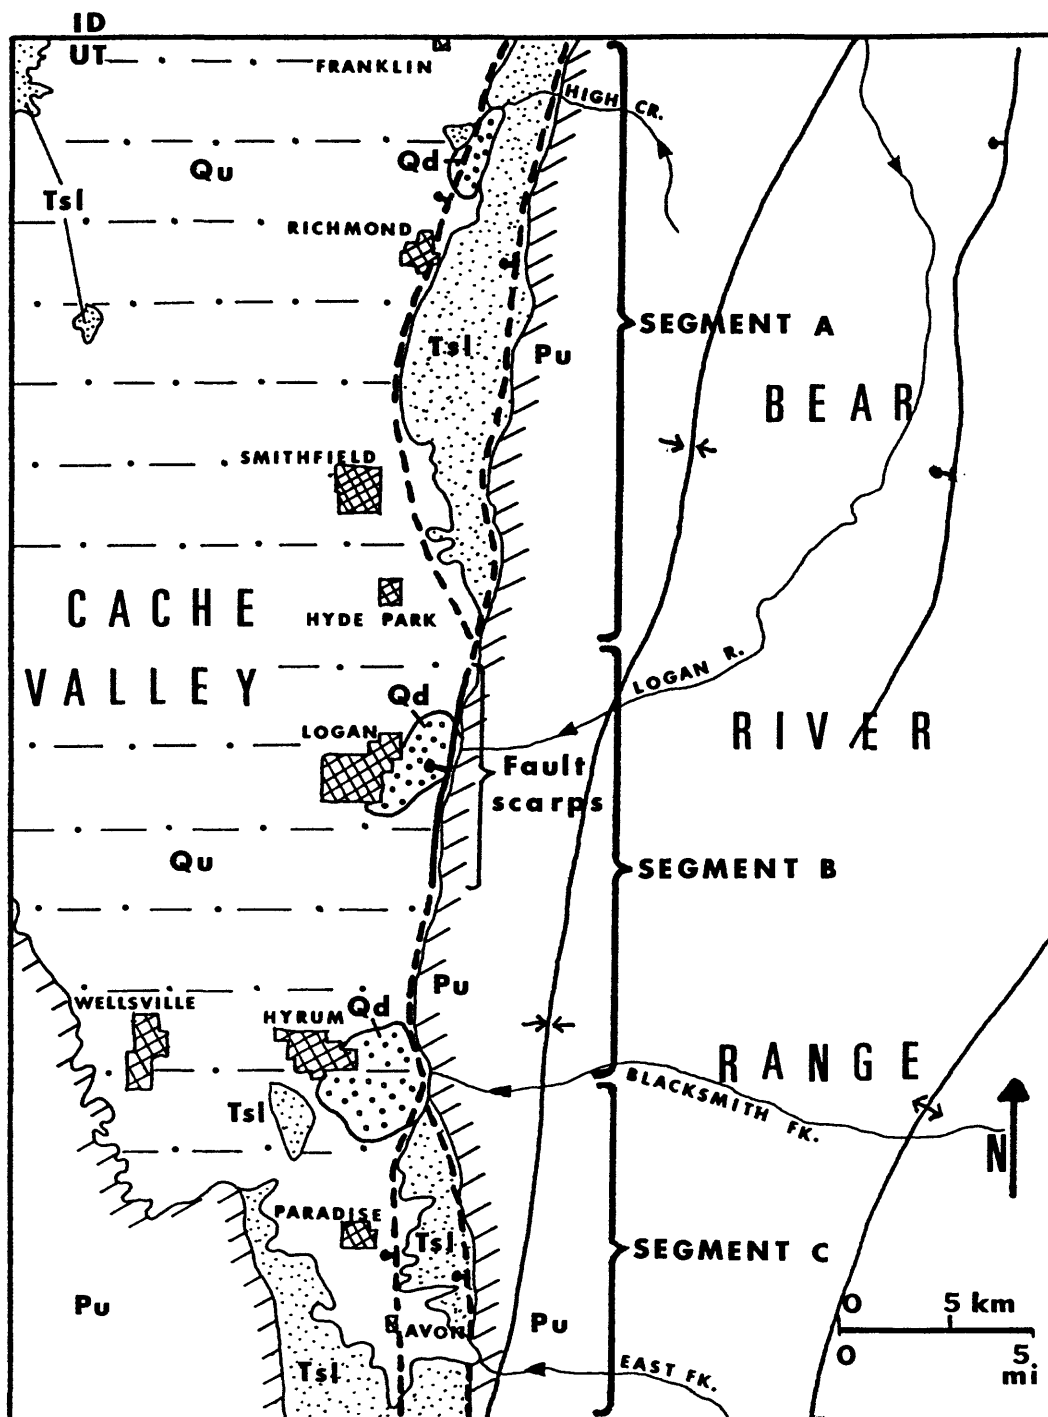 ID
UT
FRANKLIN
HIGH CR.
Qd
Qu
Tsl
RICHMOND
SEGMENT A
Tsl
Pu
BEAR
SMITHFIELD
CACHE
HYDE PARK
VALLEY
LOGAN R.
Qd
RIVER
LOGAN
Fault
scarps
Qu
SEGMENT B
Pu
WELLSVILLE
HYRUM
Qd
RANGE
BLACKSMITH FK.
Tsl
N
PARADISE
Tsl
SEGMENT C
Pu
0 5 km
Pu
AVON
0 5
mi
EAST FK.
Tsl